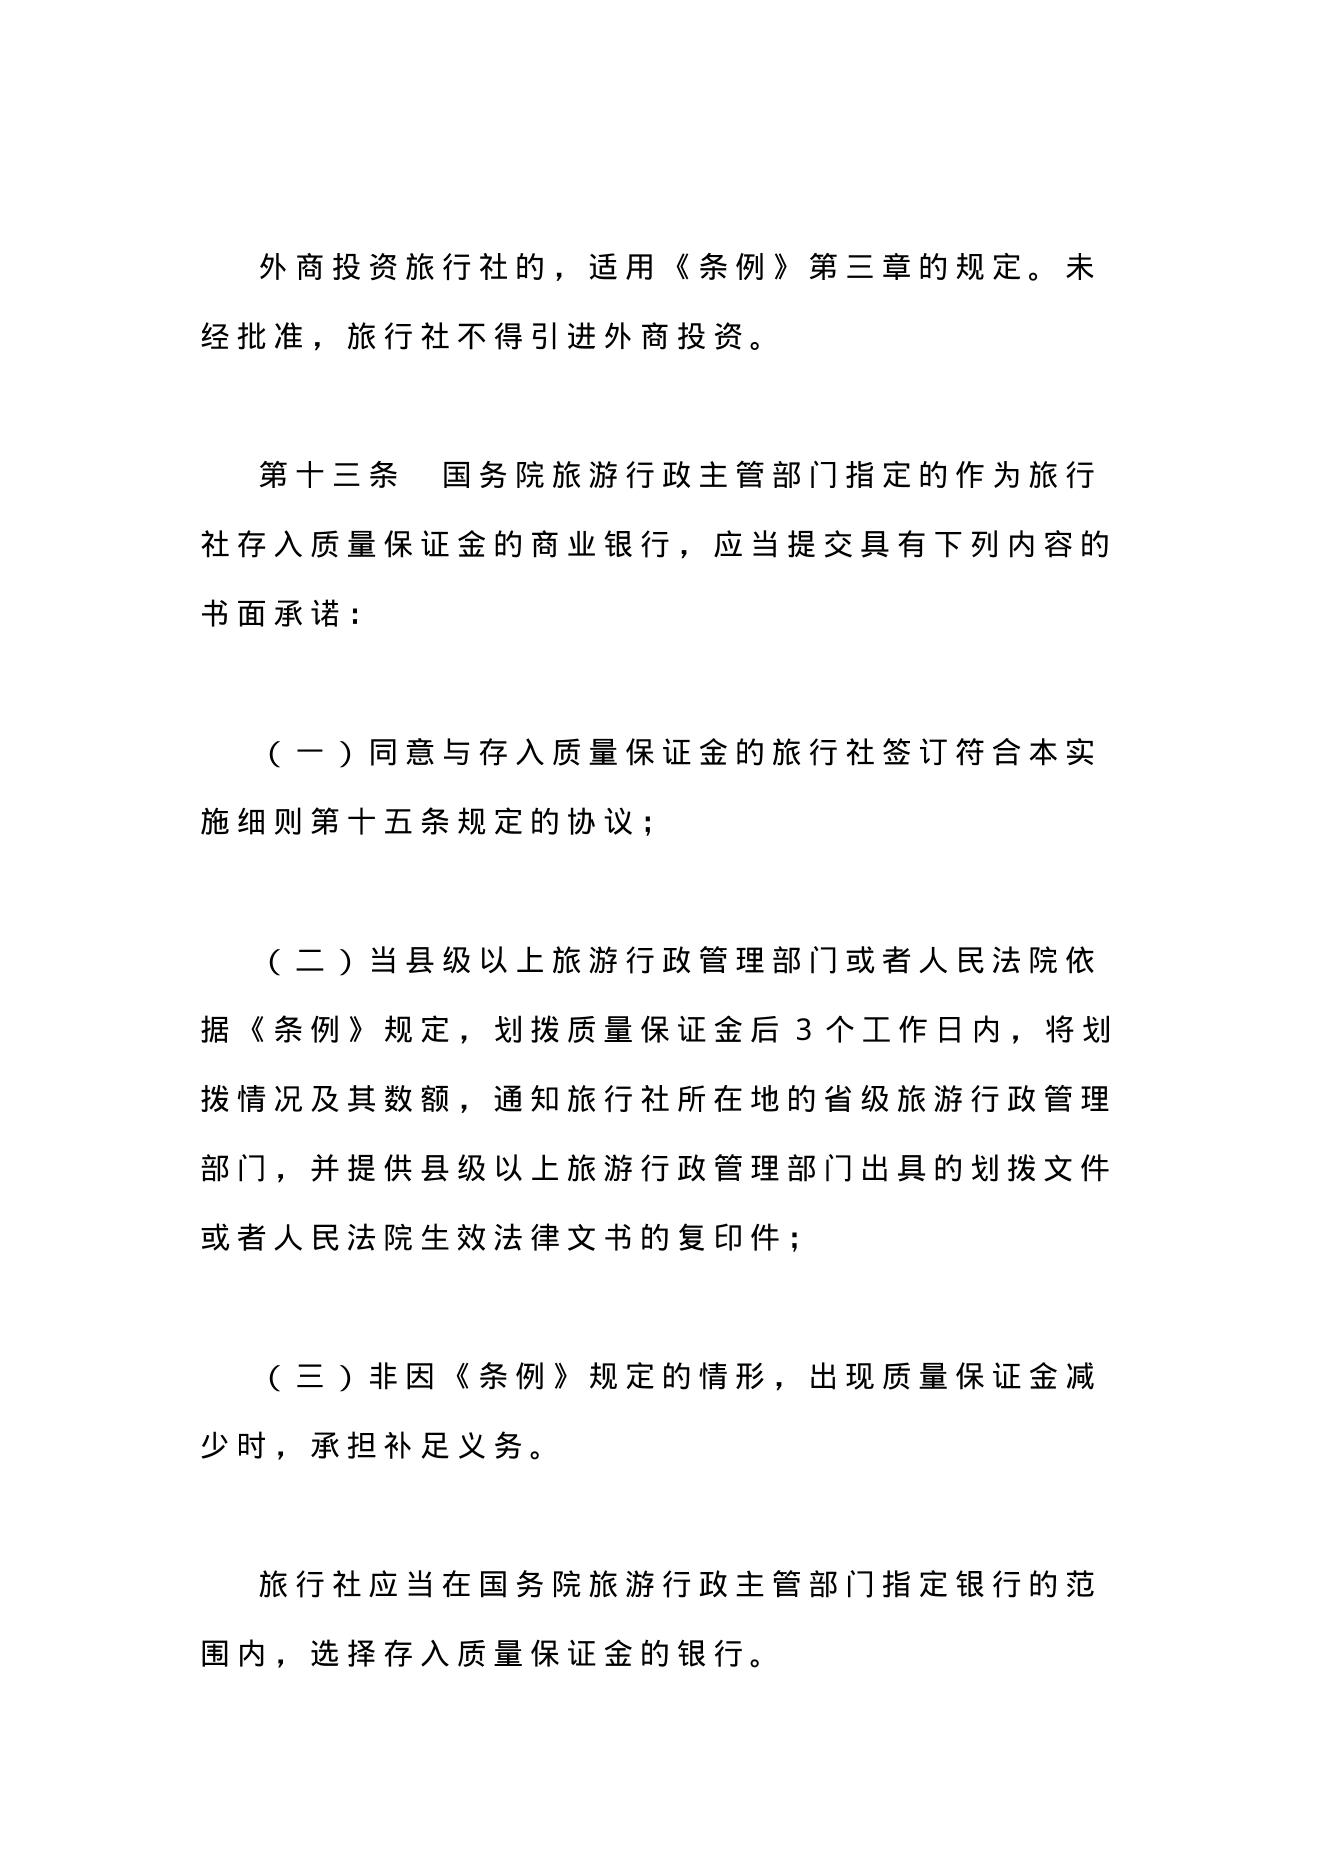 外商投资旅行社的，适用《条例》第三章的规定。未
经批准，旅行社不得引进外商投资。
第十三条　国务院旅游行政主管部门指定的作为旅行
社存入质量保证金的商业银行，应当提交具有下列内容的
书面承诺：
（一）同意与存入质量保证金的旅行社签订符合本实
施细则第十五条规定的协议；
（二）当县级以上旅游行政管理部门或者人民法院依
据《条例》规定，划拨质量保证金后3个工作日内，将划
拨情况及其数额，通知旅行社所在地的省级旅游行政管理
部门，并提供县级以上旅游行政管理部门出具的划拨文件
或者人民法院生效法律文书的复印件；
（三）非因《条例》规定的情形，出现质量保证金减
少时，承担补足义务。
旅行社应当在国务院旅游行政主管部门指定银行的范
围内，选择存入质量保证金的银行。